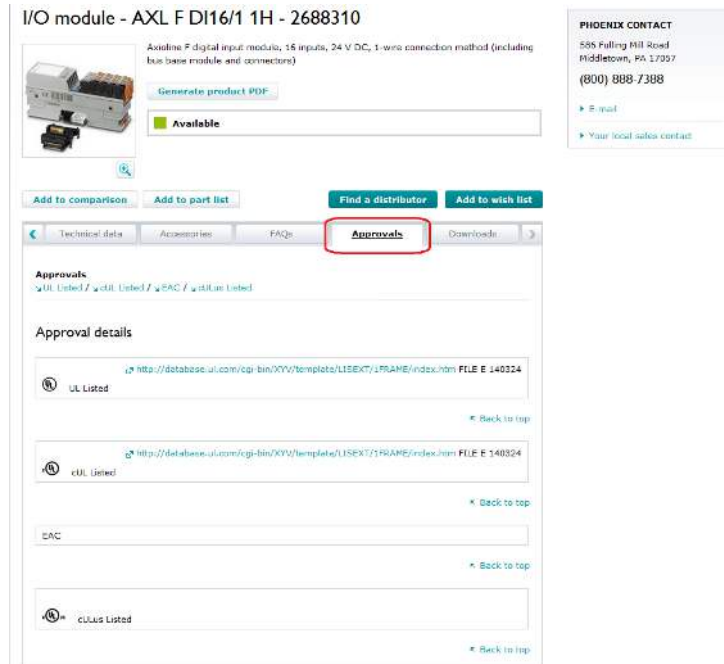 I/O module - AXL F DI16/1 1H - 2688310
Axioline F digital input module, 16 inputs, 24 V DC, 1-wire connection method (including
bus base module and connectors)
Generate product PDF
Available
Add to comparison
Add to part list
Find a distributor
Add to wish list
Technical data
Accessories
FAQs
Approvals
Downloads
Approvals
UL Listed / cUL Listed / EAC / cULus Listed
Approval details
http://database.ul.com/cgi-bin/XYV/template/LISEXT/1FRAME/index.htm FILE E 140324
UL Listed
Back to top
http://database.ul.com/cgi-bin/XYV/template/LISEXT/1FRAME/index.htm FILE E 140324
cUL Listed
Back to top
EAC
Back to top
cULus Listed
Back to top
PHOENIX CONTACT
586 Fulling Mill Road
Middletown, PA 17057
(800) 888-7388
E-mail
Your local sales contact